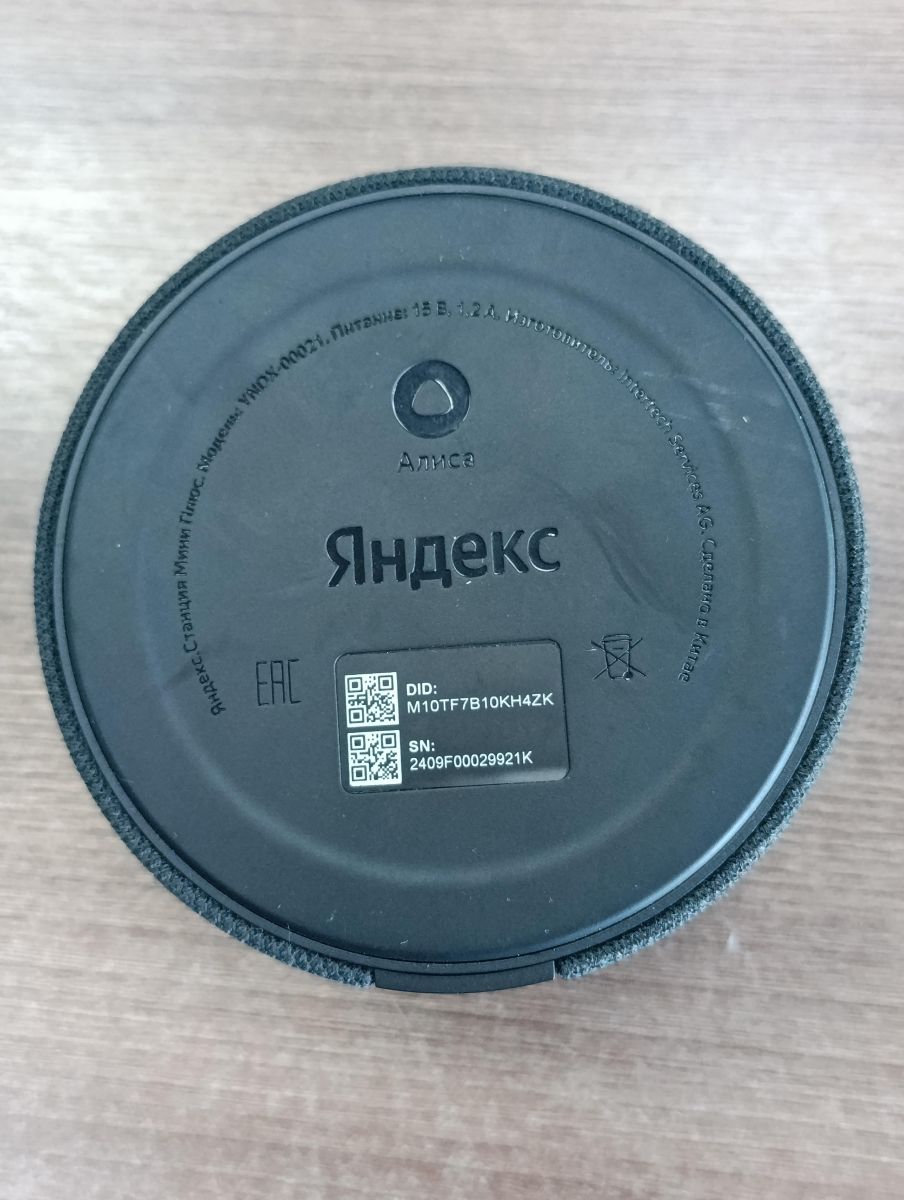 Яндекс.Станция Мини Плюс. Модель: YNDX-00021. Питание: 15 В, 1,2 А. Изготовитель: Intertech Services AG. Сделано в Китае
Алиса
Яндекс
EAC
DID:
M10TF7B10KH4ZK
SN:
2409F00029921K